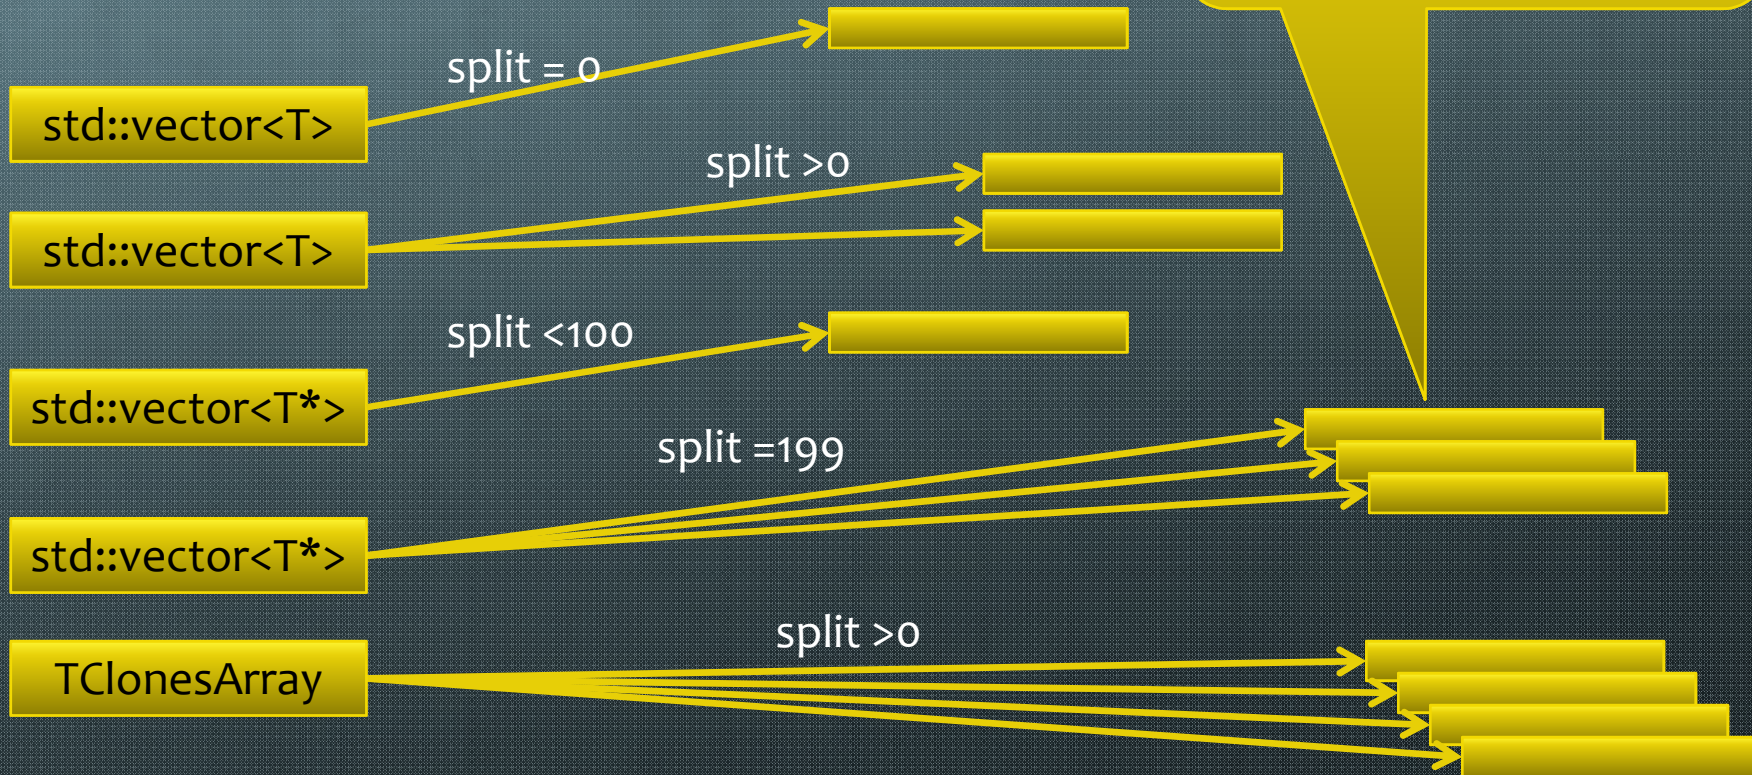 split = 0
std::vector<T>
split >0
std::vector<T>
split <100
std::vector<T*>
split =199
std::vector<T*>
split >0
TClonesArray